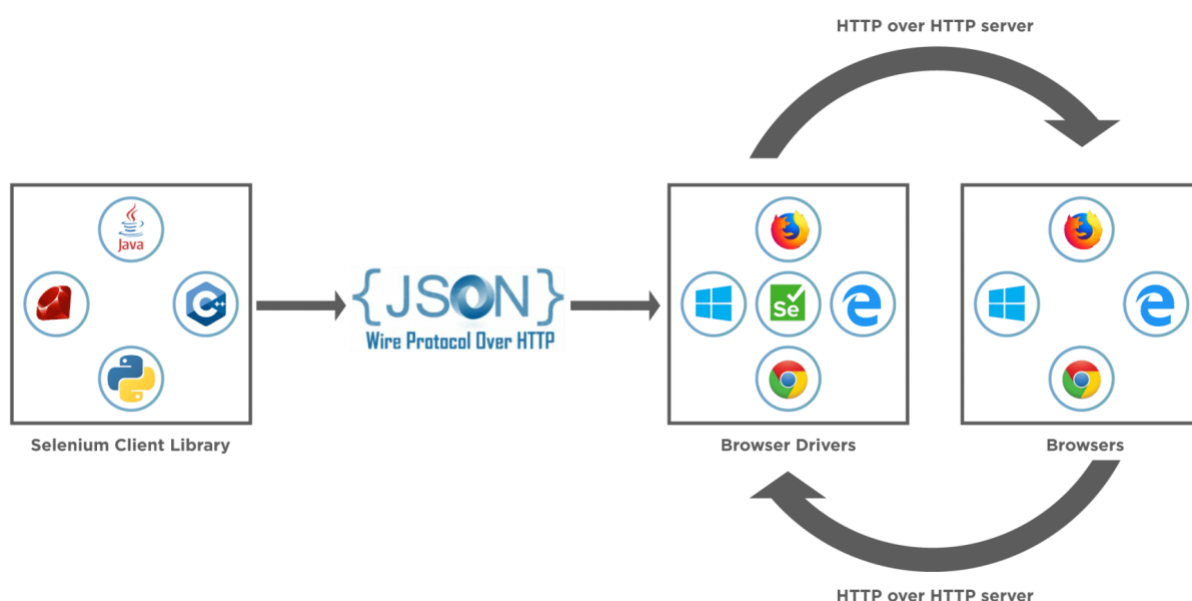 HTTP over HTTP server
Java
C++
{JSON}
Wire Protocol Over HTTP
Se
Selenium Client Library
Browser Drivers
Browsers
HTTP over HTTP server